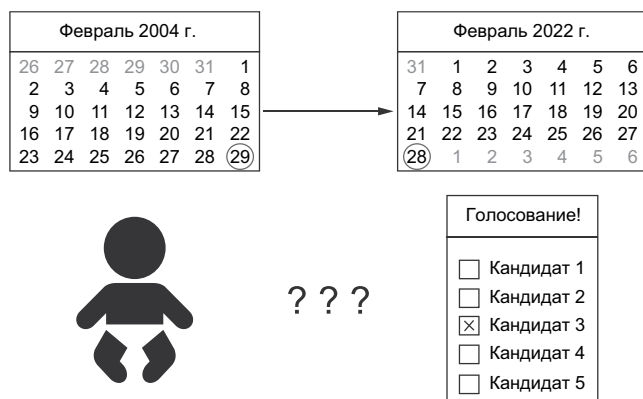 Февраль 2004 г.
26 27 28 29 30 31 1
2 3 4 5 6 7 8
9 10 11 12 13 14 15
16 17 18 19 20 21 22
23 24 25 26 27 28 29
Февраль 2022 г.
31 1 2 3 4 5 6
7 8 9 10 11 12 13
14 15 16 17 18 19 20
21 22 23 24 25 26 27
28 1 2 3 4 5 6
? ? ?
Голосование!
Кандидат 1
Кандидат 2
Кандидат 3
Кандидат 4
Кандидат 5